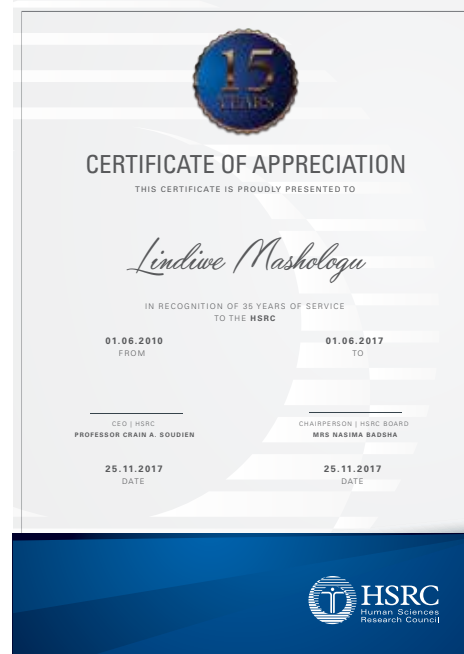 15
YEARS
CERTIFICATE OF APPRECIATION
THIS CERTIFICATE IS PROUDLY PRESENTED TO
Lindiwe Mashologu
IN RECOGNITION OF 35 YEARS OF SERVICE
TO THE HSRC
01.06.2010 01.06.2017
FROM TO
CEO | HSRC CHAIRPERSON | HSRC BOARD
PROFESSOR CRAIN A. SOUDIEN MRS NASIMA BADSHA
25.11.2017 25.11.2017
DATE DATE
HSRC
Human Sciences
Research Council